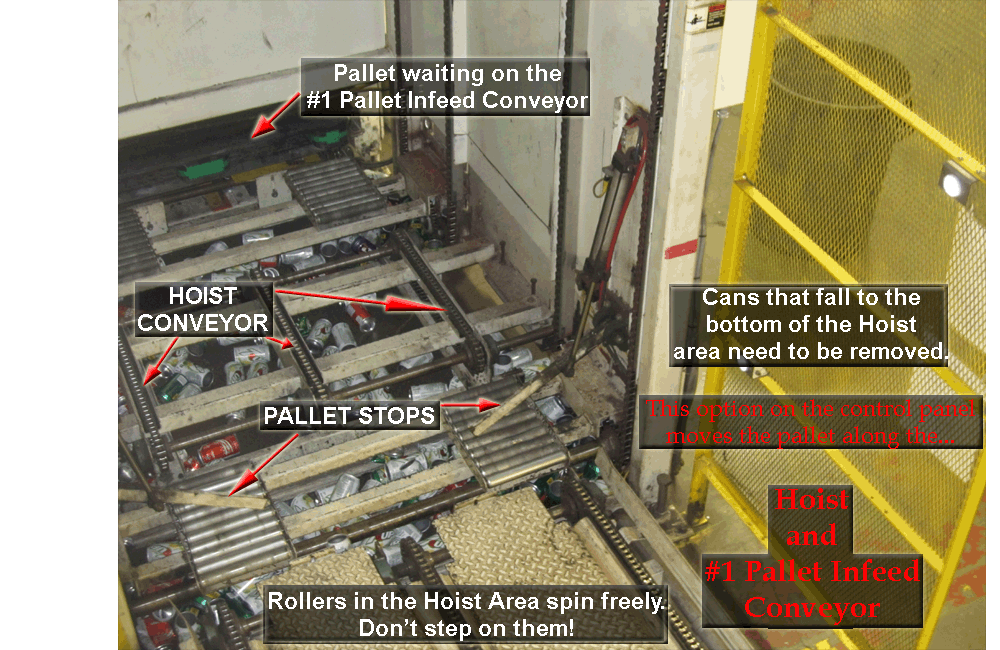 Pallet waiting on the
#1 Pallet Infeed Conveyor
HOIST
CONVEYOR
Cans that fall to the
bottom of the Hoist
area need to be removed.
PALLET STOPS
This option on the control panel
moves the pallet along the...
Hoist
and
#1 Pallet Infeed
Conveyor
Rollers in the Hoist Area spin freely.
Don't step on them!